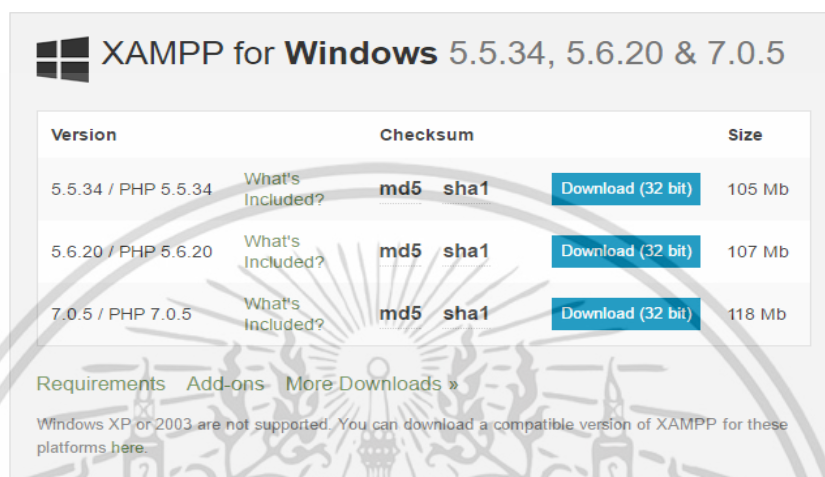 XAMPP for Windows 5.5.34, 5.6.20 & 7.0.5
Version Checksum Size
5.5.34 / PHP 5.5.34 What's Included? md5 sha1 Download (32 bit) 105 Mb
5.6.20 / PHP 5.6.20 What's Included? md5 sha1 Download (32 bit) 107 Mb
7.0.5 / PHP 7.0.5 What's Included? md5 sha1 Download (32 bit) 118 Mb
Requirements Add-ons More Downloads »
Windows XP or 2003 are not supported. You can download a compatible version of XAMPP for these
platforms here.